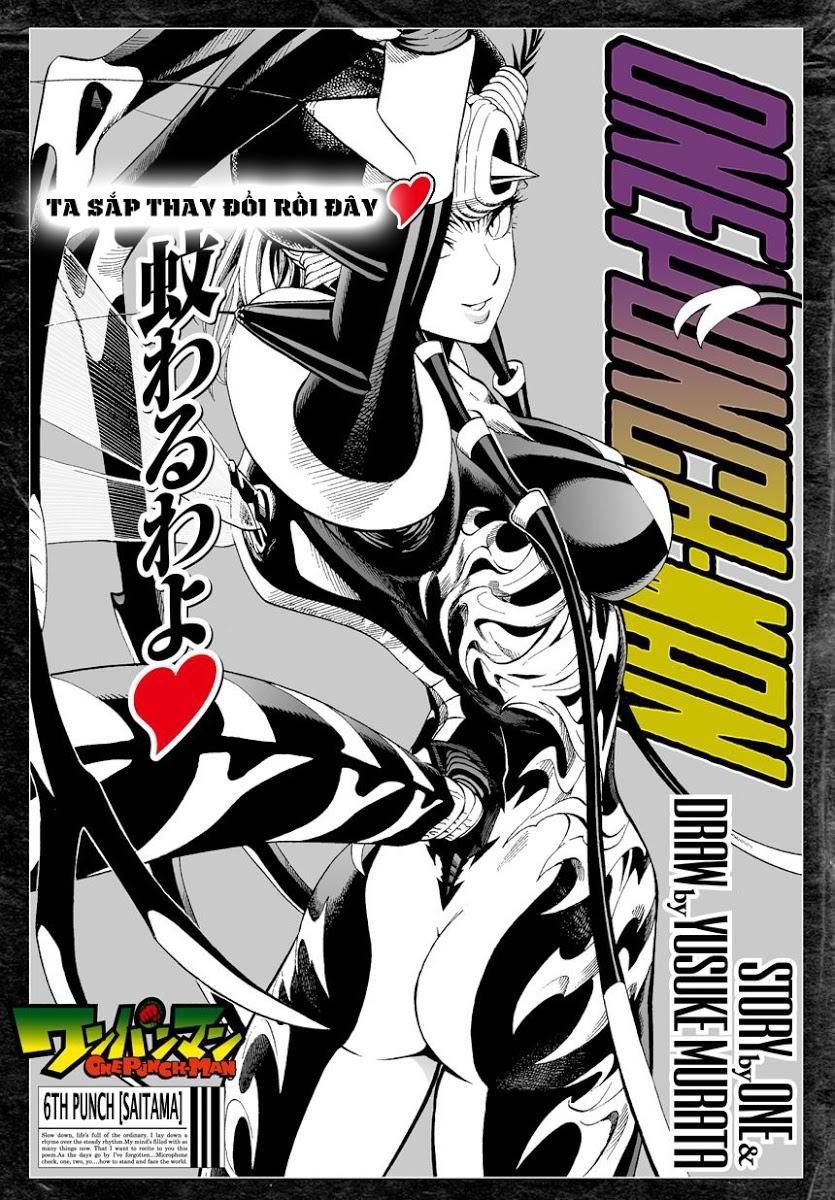 ONEPUNCH-MAN
TA SẮP THAY ĐỔI RỒI ĐÂY
蚊わるわよ
STORY by ONE &
DRAW by YUSUKE MURATA
ワンパンマン
ONEPUNCH-MAN
6TH PUNCH [SAITAMA]
Slow down, life's full of the ordinary. I lay down a
rhyme over the steady rhythm.My mind's filled with so
many things now. That I want to recite to you this
poem.As the days go by I've forgotten...Microphone
check, one, two, yo....how to stand and face the world.